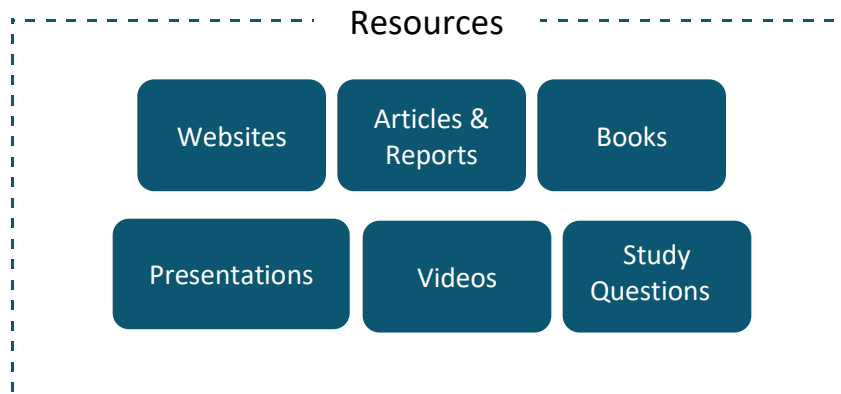 Resources
Websites
Articles &
Reports
Books
Presentations
Videos
Study
Questions